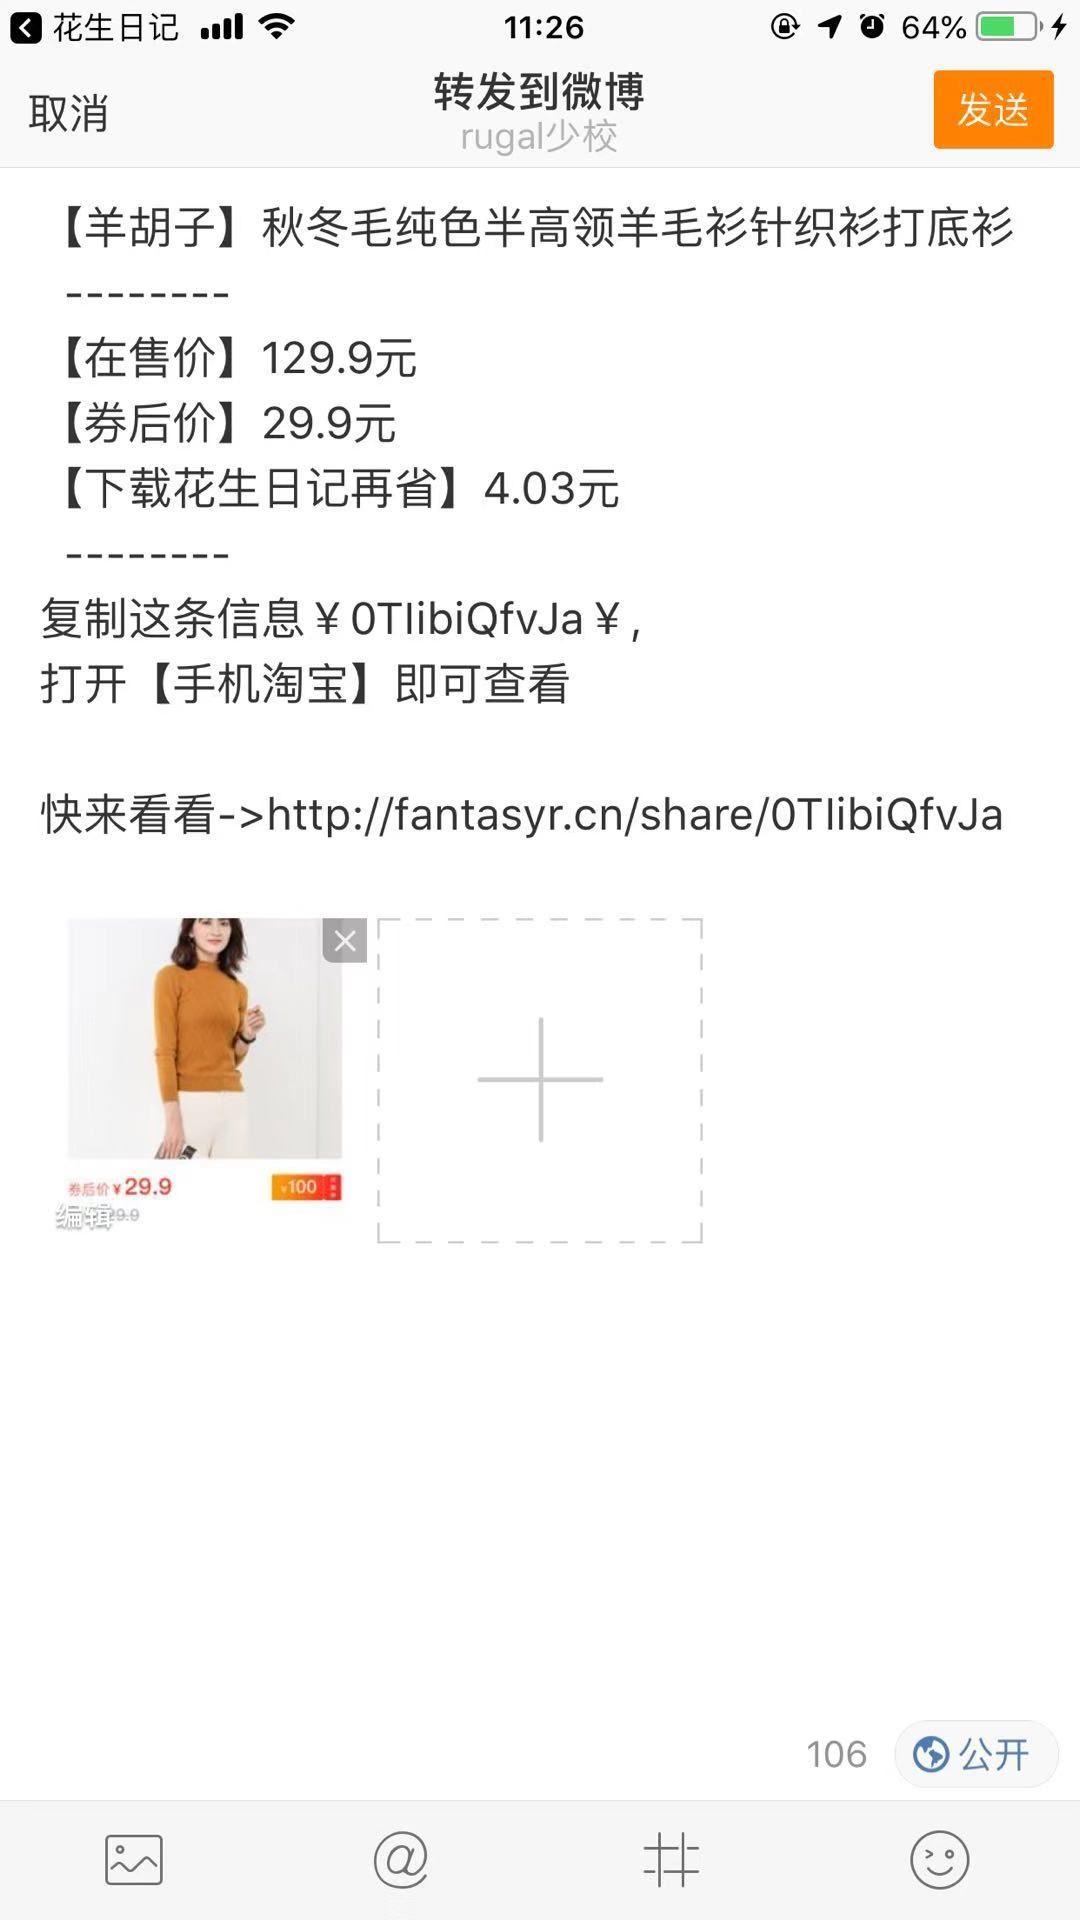 花生日记
11:26
64%
取消
转发到微博
rugal少校
发送
【羊胡子】秋冬毛纯色半高领羊毛衫针织衫打底衫
--------
【在售价】129.9元
【券后价】29.9元
【下载花生日记再省】4.03元
--------
复制这条信息￥0TIibiQfvJa￥,
打开【手机淘宝】即可查看
快来看看->http://fantasyr.cn/share/0TIibiQfvJa
券后价¥29.9
¥100
编辑 29.9
106
公开